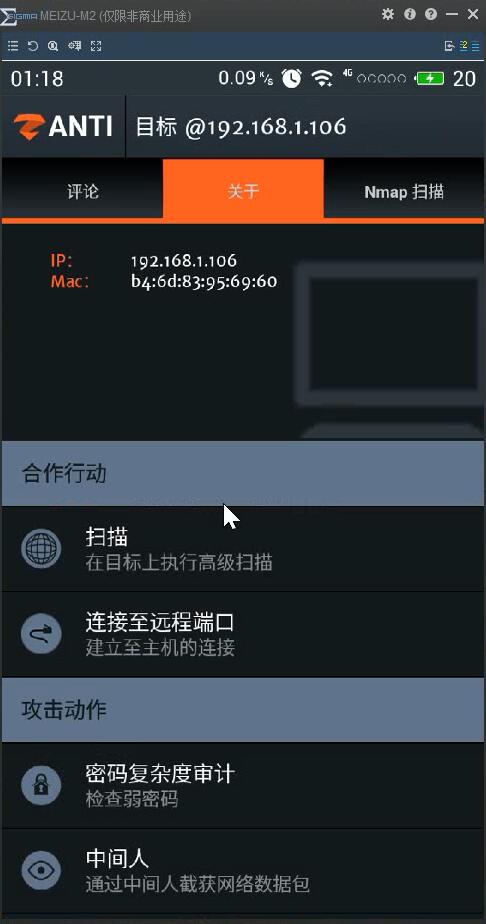 SIGMA MEIZU-M2 (仅限非商业用途)
01:18 0.09 K/s 4G 20
ANTI 目标 @192.168.1.106
评论 关于 Nmap 扫描
IP: 192.168.1.106
Mac: b4:6d:83:95:69:60
合作行动
扫描
在目标上执行高级扫描
连接至远程端口
建立至主机的连接
攻击动作
密码复杂度审计
检查弱密码
中间人
通过中间人截获网络数据包